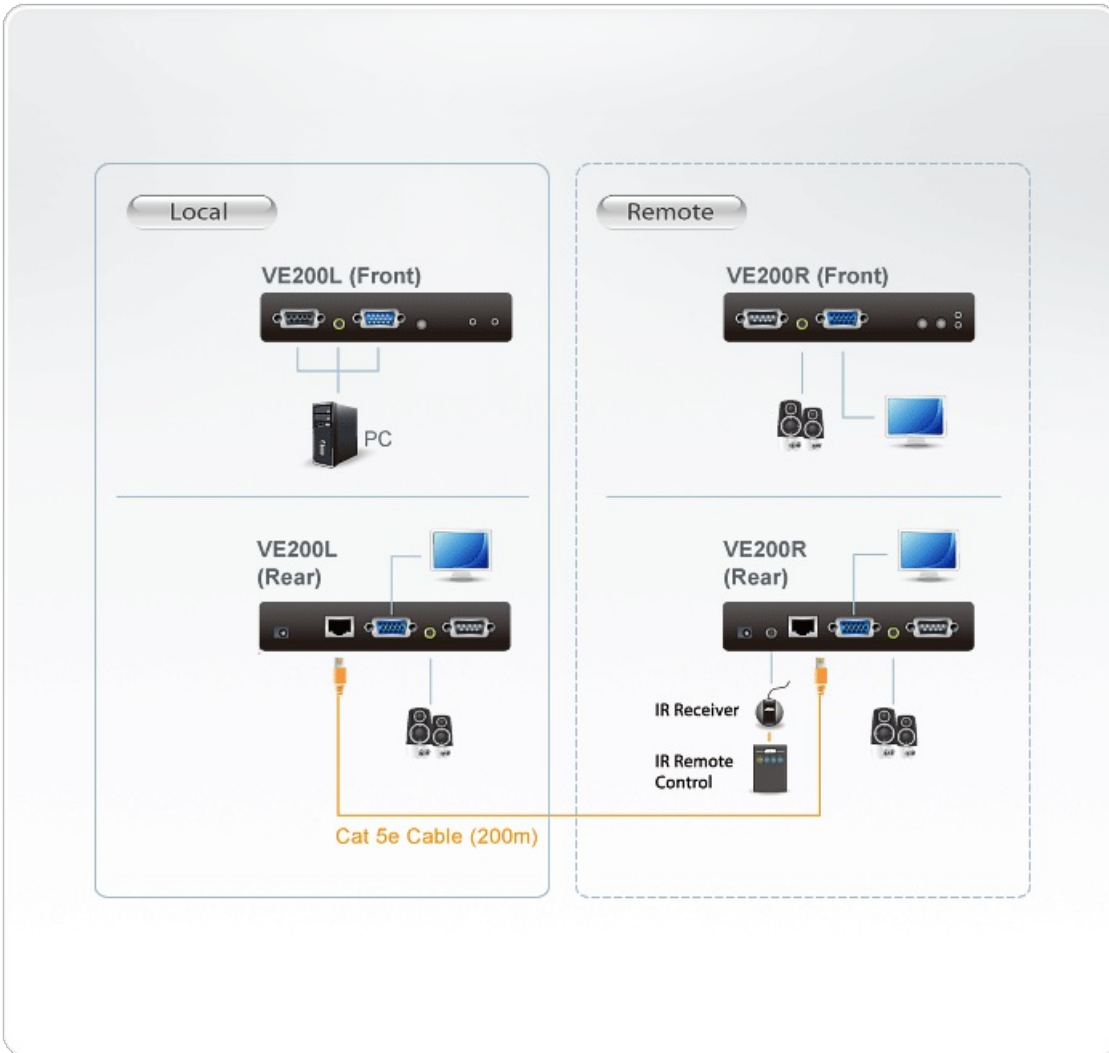 Local
Remote
VE200L (Front)
VE200R (Front)
PC
VE200L
(Rear)
VE200R
(Rear)
IR Receiver
IR Remote
Control
Cat 5e Cable (200m)